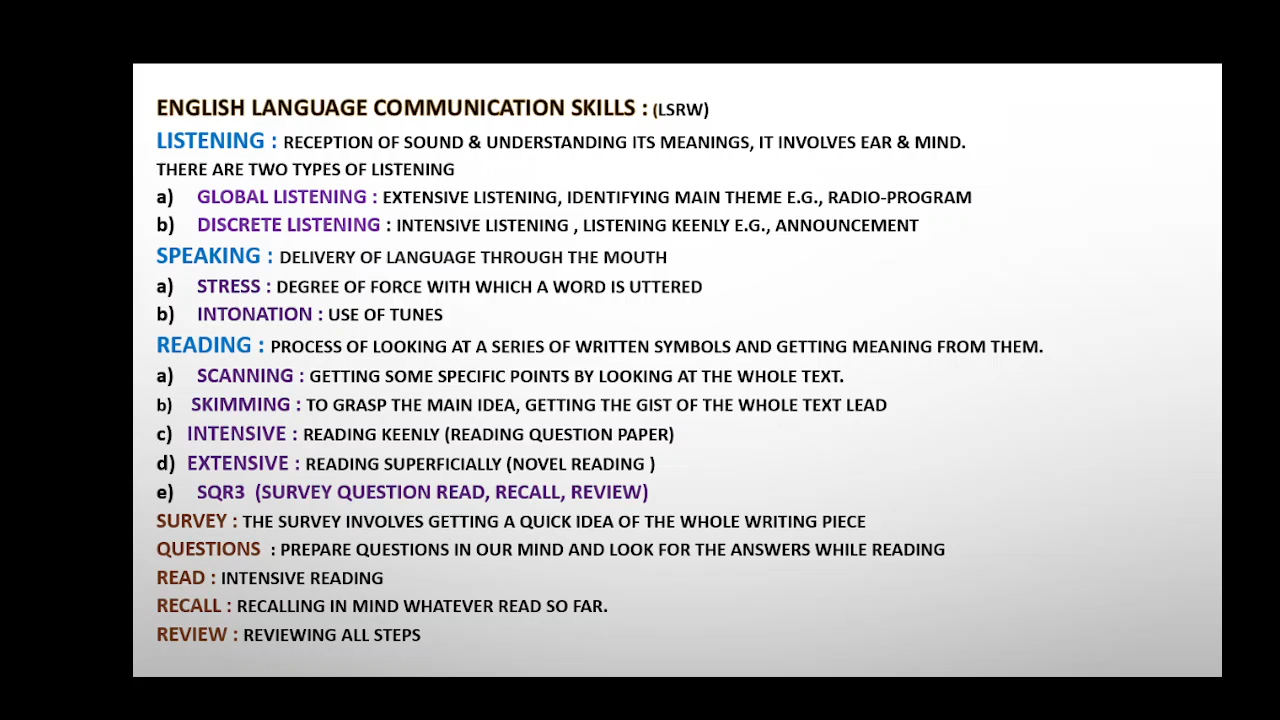 ENGLISH LANGUAGE COMMUNICATION SKILLS : (LSRW)
LISTENING : RECEPTION OF SOUND & UNDERSTANDING ITS MEANINGS, IT INVOLVES EAR & MIND.
THERE ARE TWO TYPES OF LISTENING
a) GLOBAL LISTENING : EXTENSIVE LISTENING, IDENTIFYING MAIN THEME E.G., RADIO-PROGRAM
b) DISCRETE LISTENING : INTENSIVE LISTENING , LISTENING KEENLY E.G., ANNOUNCEMENT
SPEAKING : DELIVERY OF LANGUAGE THROUGH THE MOUTH
a) STRESS : DEGREE OF FORCE WITH WHICH A WORD IS UTTERED
b) INTONATION : USE OF TUNES
READING : PROCESS OF LOOKING AT A SERIES OF WRITTEN SYMBOLS AND GETTING MEANING FROM THEM.
a) SCANNING : GETTING SOME SPECIFIC POINTS BY LOOKING AT THE WHOLE TEXT.
b) SKIMMING : TO GRASP THE MAIN IDEA, GETTING THE GIST OF THE WHOLE TEXT LEAD
c) INTENSIVE : READING KEENLY (READING QUESTION PAPER)
d) EXTENSIVE : READING SUPERFICIALLY (NOVEL READING )
e) SQR3 (SURVEY QUESTION READ, RECALL, REVIEW)
SURVEY : THE SURVEY INVOLVES GETTING A QUICK IDEA OF THE WHOLE WRITING PIECE
QUESTIONS : PREPARE QUESTIONS IN OUR MIND AND LOOK FOR THE ANSWERS WHILE READING
READ : INTENSIVE READING
RECALL : RECALLING IN MIND WHATEVER READ SO FAR.
REVIEW : REVIEWING ALL STEPS